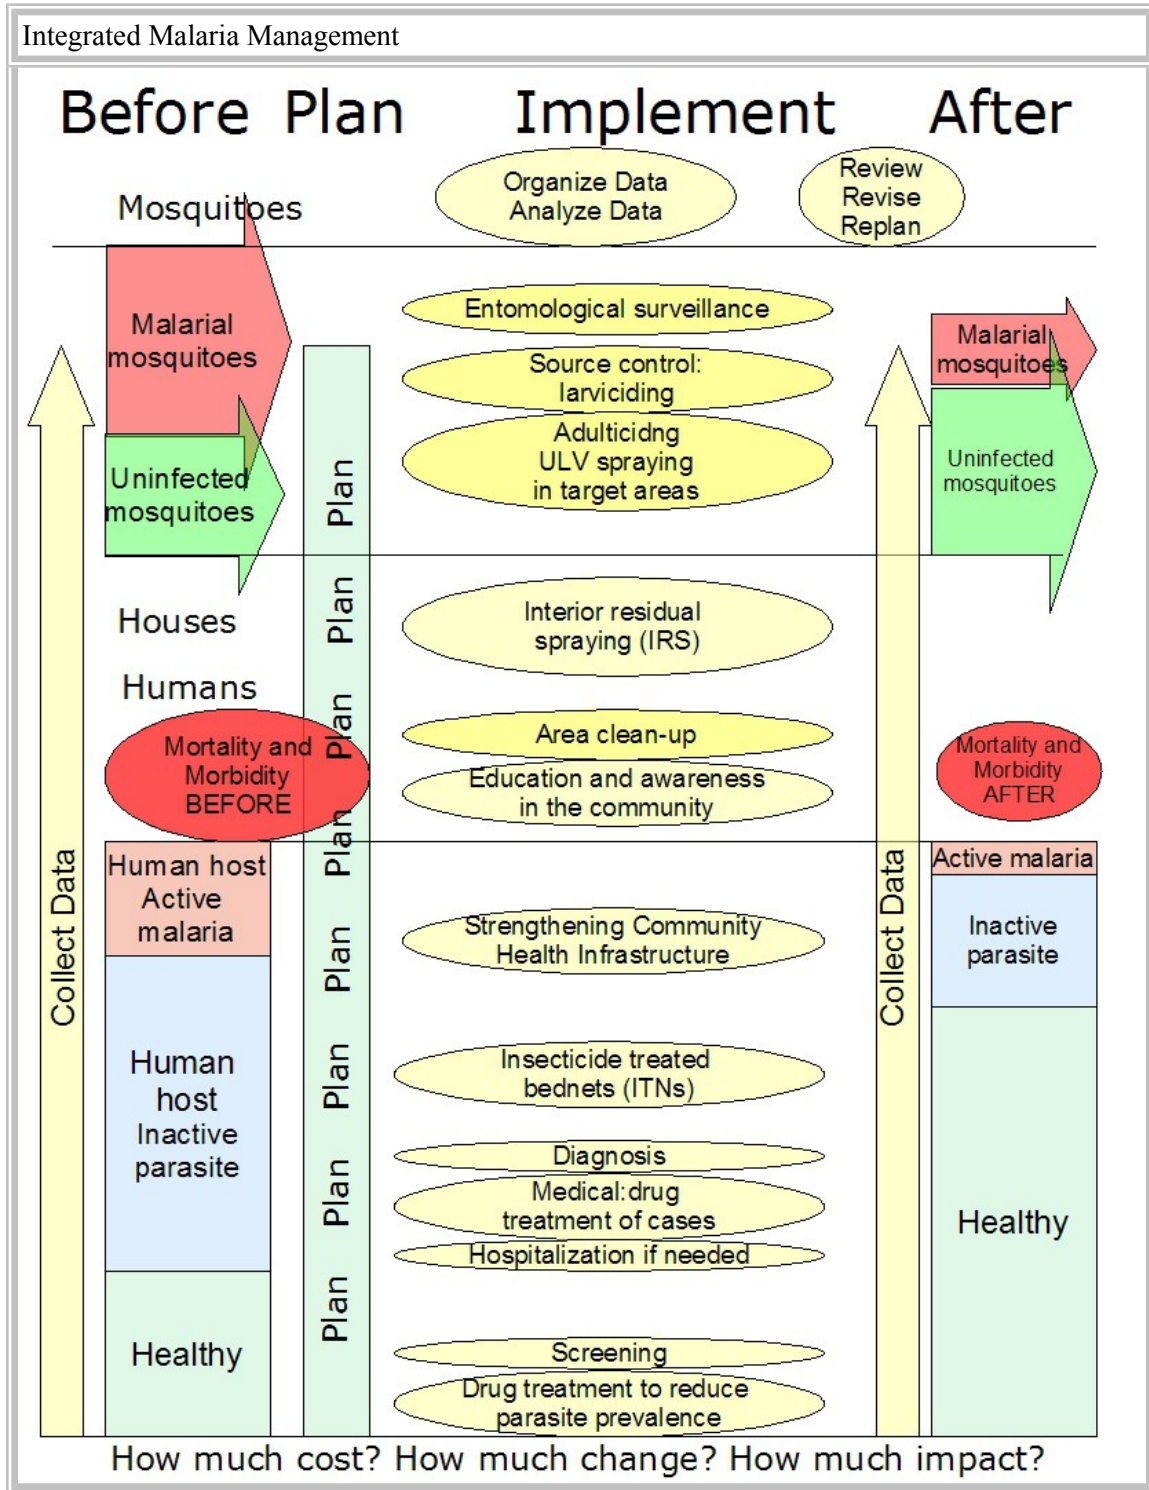 Integrated Malaria Management
Before Plan Implement After
Organize Data
Analyze Data
Review
Revise
Replan
Mosquitoes
Malarial
mosquitoes
Uninfected
mosquitoes
Houses
Humans
Mortality and
Morbidity
BEFORE
Human host
Active
malaria
Human
host
Inactive
parasite
Healthy
Collect Data
Plan
Plan
Plan
Plan
Plan
Plan
Plan
Plan
Entomological surveillance
Source control:
larviciding
Adulticidng
ULV spraying
in target areas
Interior residual
spraying (IRS)
Area clean-up
Education and awareness
in the community
Strengthening Community
Health Infrastructure
Insecticide treated
bednets (ITNs)
Diagnosis
Medical:drug
treatment of cases
Hospitalization if needed
Screening
Drug treatment to reduce
parasite prevalence
Collect Data
Malarial
mosquitoes
Uninfected
mosquitoes
Mortality and
Morbidity
AFTER
Active malaria
Inactive
parasite
Healthy
How much cost? How much change? How much impact?